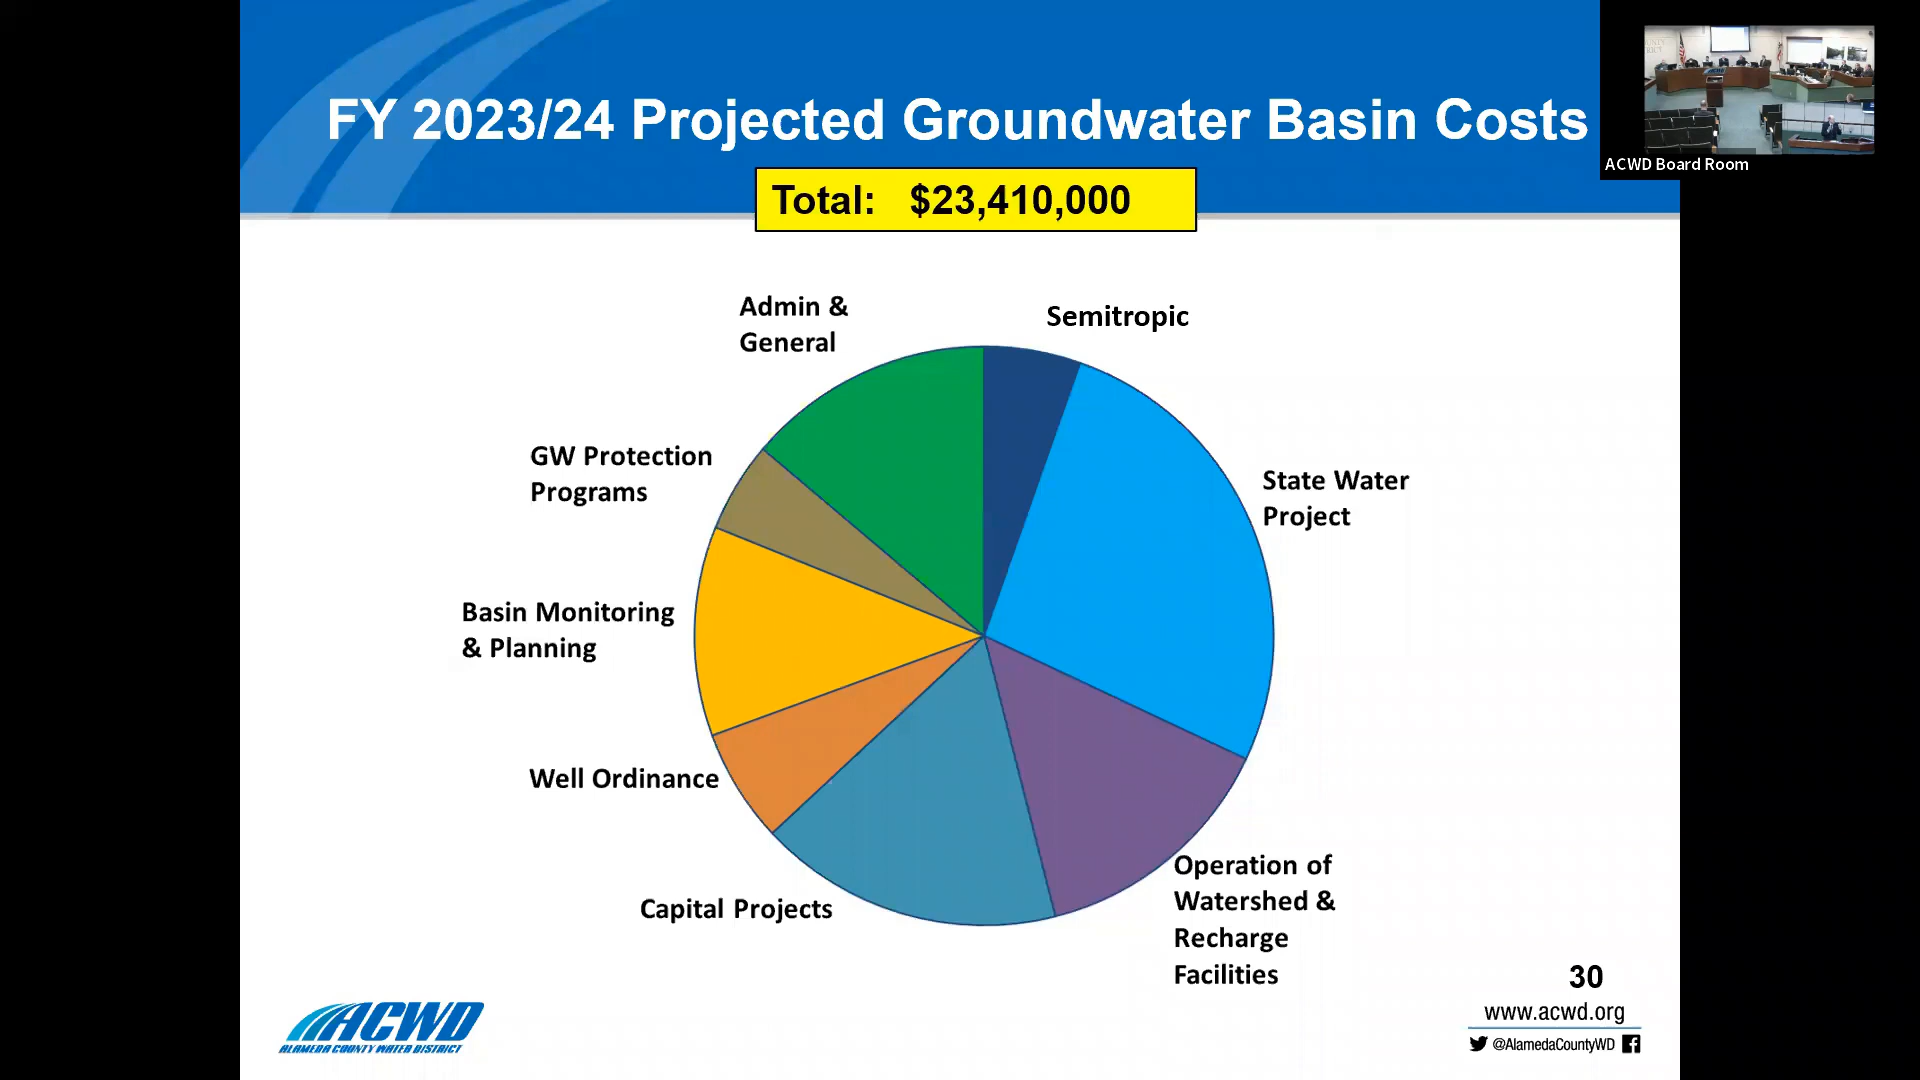 FY 2023/24 Projected Groundwater Basin Costs
Total: $23,410,000
ACWD Board Room
Admin &
General
Semitropic
GW Protection
Programs
State Water
Project
Basin Monitoring
& Planning
Well Ordinance
Capital Projects
Operation of
Watershed &
Recharge
Facilities
30
www.acwd.org
@AlamedaCountyWD
ACWD
ALAMEDA COUNTY WATER DISTRICT